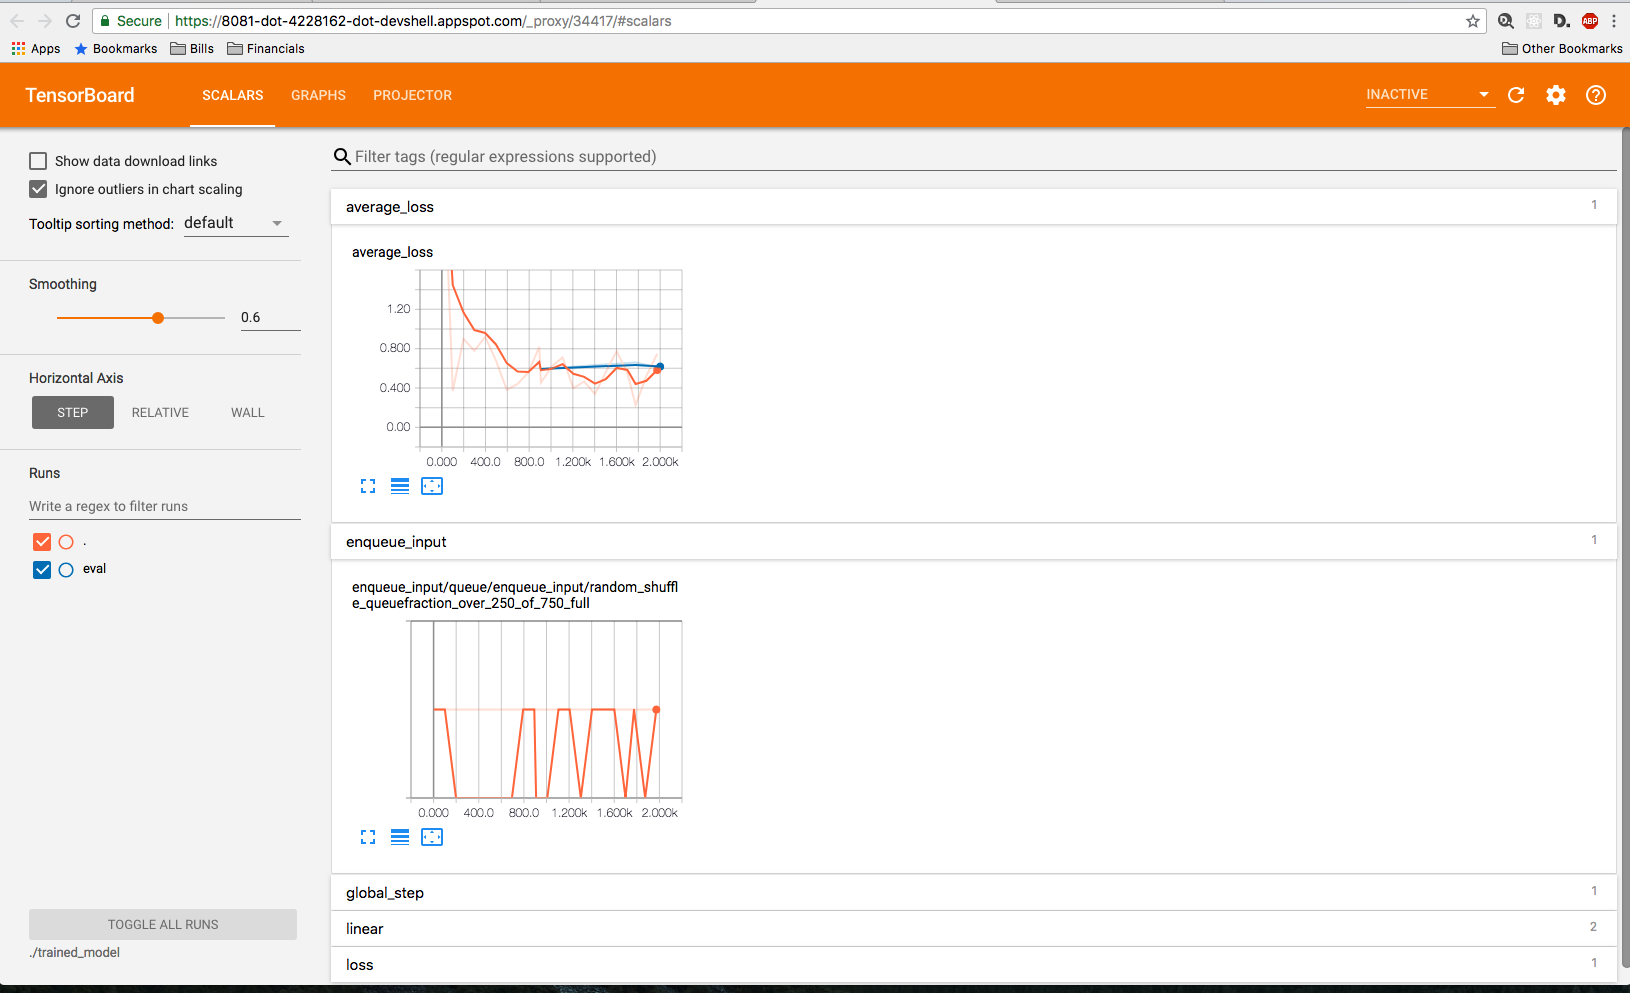 Secure https://8081-dot-4228162-dot-devshell.appspot.com/_proxy/34417/#scalars
D.
ABP
Apps Bookmarks Bills Financials Other Bookmarks
TensorBoard SCALARS GRAPHS PROJECTOR INACTIVE
Show data download links
Ignore outliers in chart scaling
Tooltip sorting method: default
Smoothing
0.6
Horizontal Axis
STEP RELATIVE WALL
Runs
Write a regex to filter runs
.
eval
TOGGLE ALL RUNS
./trained_model
Filter tags (regular expressions supported)
average_loss 1
average_loss
1.20
0.800
0.400
0.00
0.000 400.0 800.0 1.200k 1.600k 2.000k
enqueue_input 1
enqueue_input/queue/enqueue_input/random_shuffl
e_queuefraction_over_250_of_750_full
0.000 400.0 800.0 1.200k 1.600k 2.000k
global_step 1
linear 2
loss 1